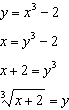 y = x³ − 2
x = y³ − 2
x + 2 = y³
∛(x + 2) = y